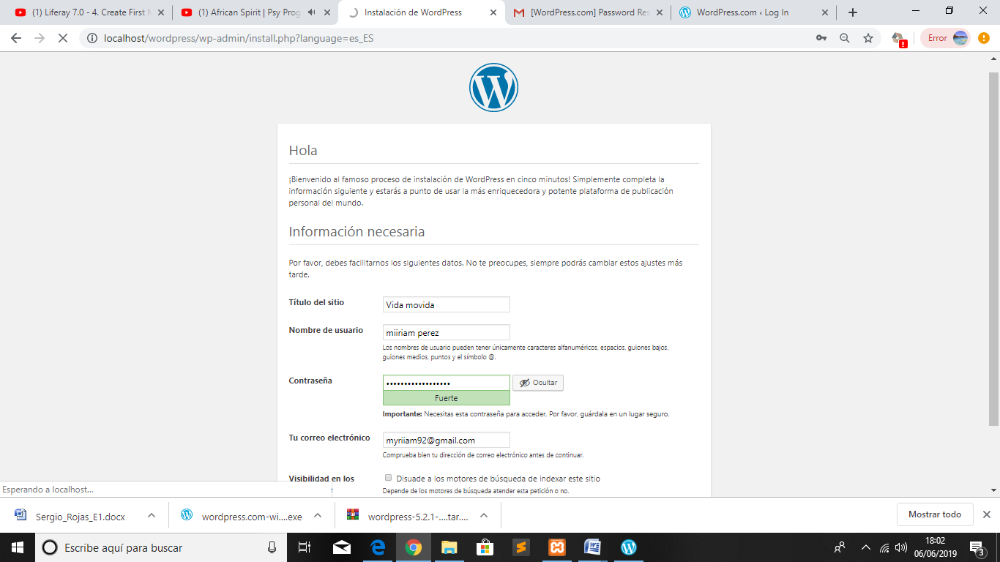 (1) Liferay 7.0 - 4. Create First M
(1) African Spirit | Psy Prog
Instalación de WordPress
[WordPress.com] Password Res
WordPress.com ‹ Log In
localhost/wordpress/wp-admin/install.php?language=es_ES
Error
Hola
¡Bienvenido al famoso proceso de instalación de WordPress en cinco minutos! Simplemente completa la
información siguiente y estarás a punto de usar la más enriquecedora y potente plataforma de publicación
personal del mundo.
Información necesaria
Por favor, debes facilitarnos los siguientes datos. No te preocupes, siempre podrás cambiar estos ajustes más
tarde.
Título del sitio
Vida movida
Nombre de usuario
miiriam perez
Los nombres de usuario pueden tener únicamente caracteres alfanuméricos, espacios, guiones bajos,
guiones medios, puntos y el símbolo @.
Contraseña
Ocultar
Fuerte
Importante: Necesitas esta contraseña para acceder. Por favor, guárdala en un lugar seguro.
Tu correo electrónico
myriiam92@gmail.com
Comprueba bien tu dirección de correo electrónico antes de continuar.
Visibilidad en los
Disuade a los motores de búsqueda de indexar este sitio
Depende de los motores de búsqueda atender esta petición o no.
Esperando a localhost...
Sergio_Rojas_E1.docx
wordpress.com-wi....exe
wordpress-5.2.1-....tar....
Mostrar todo
Escribe aquí para buscar
18:02
06/06/2019
3